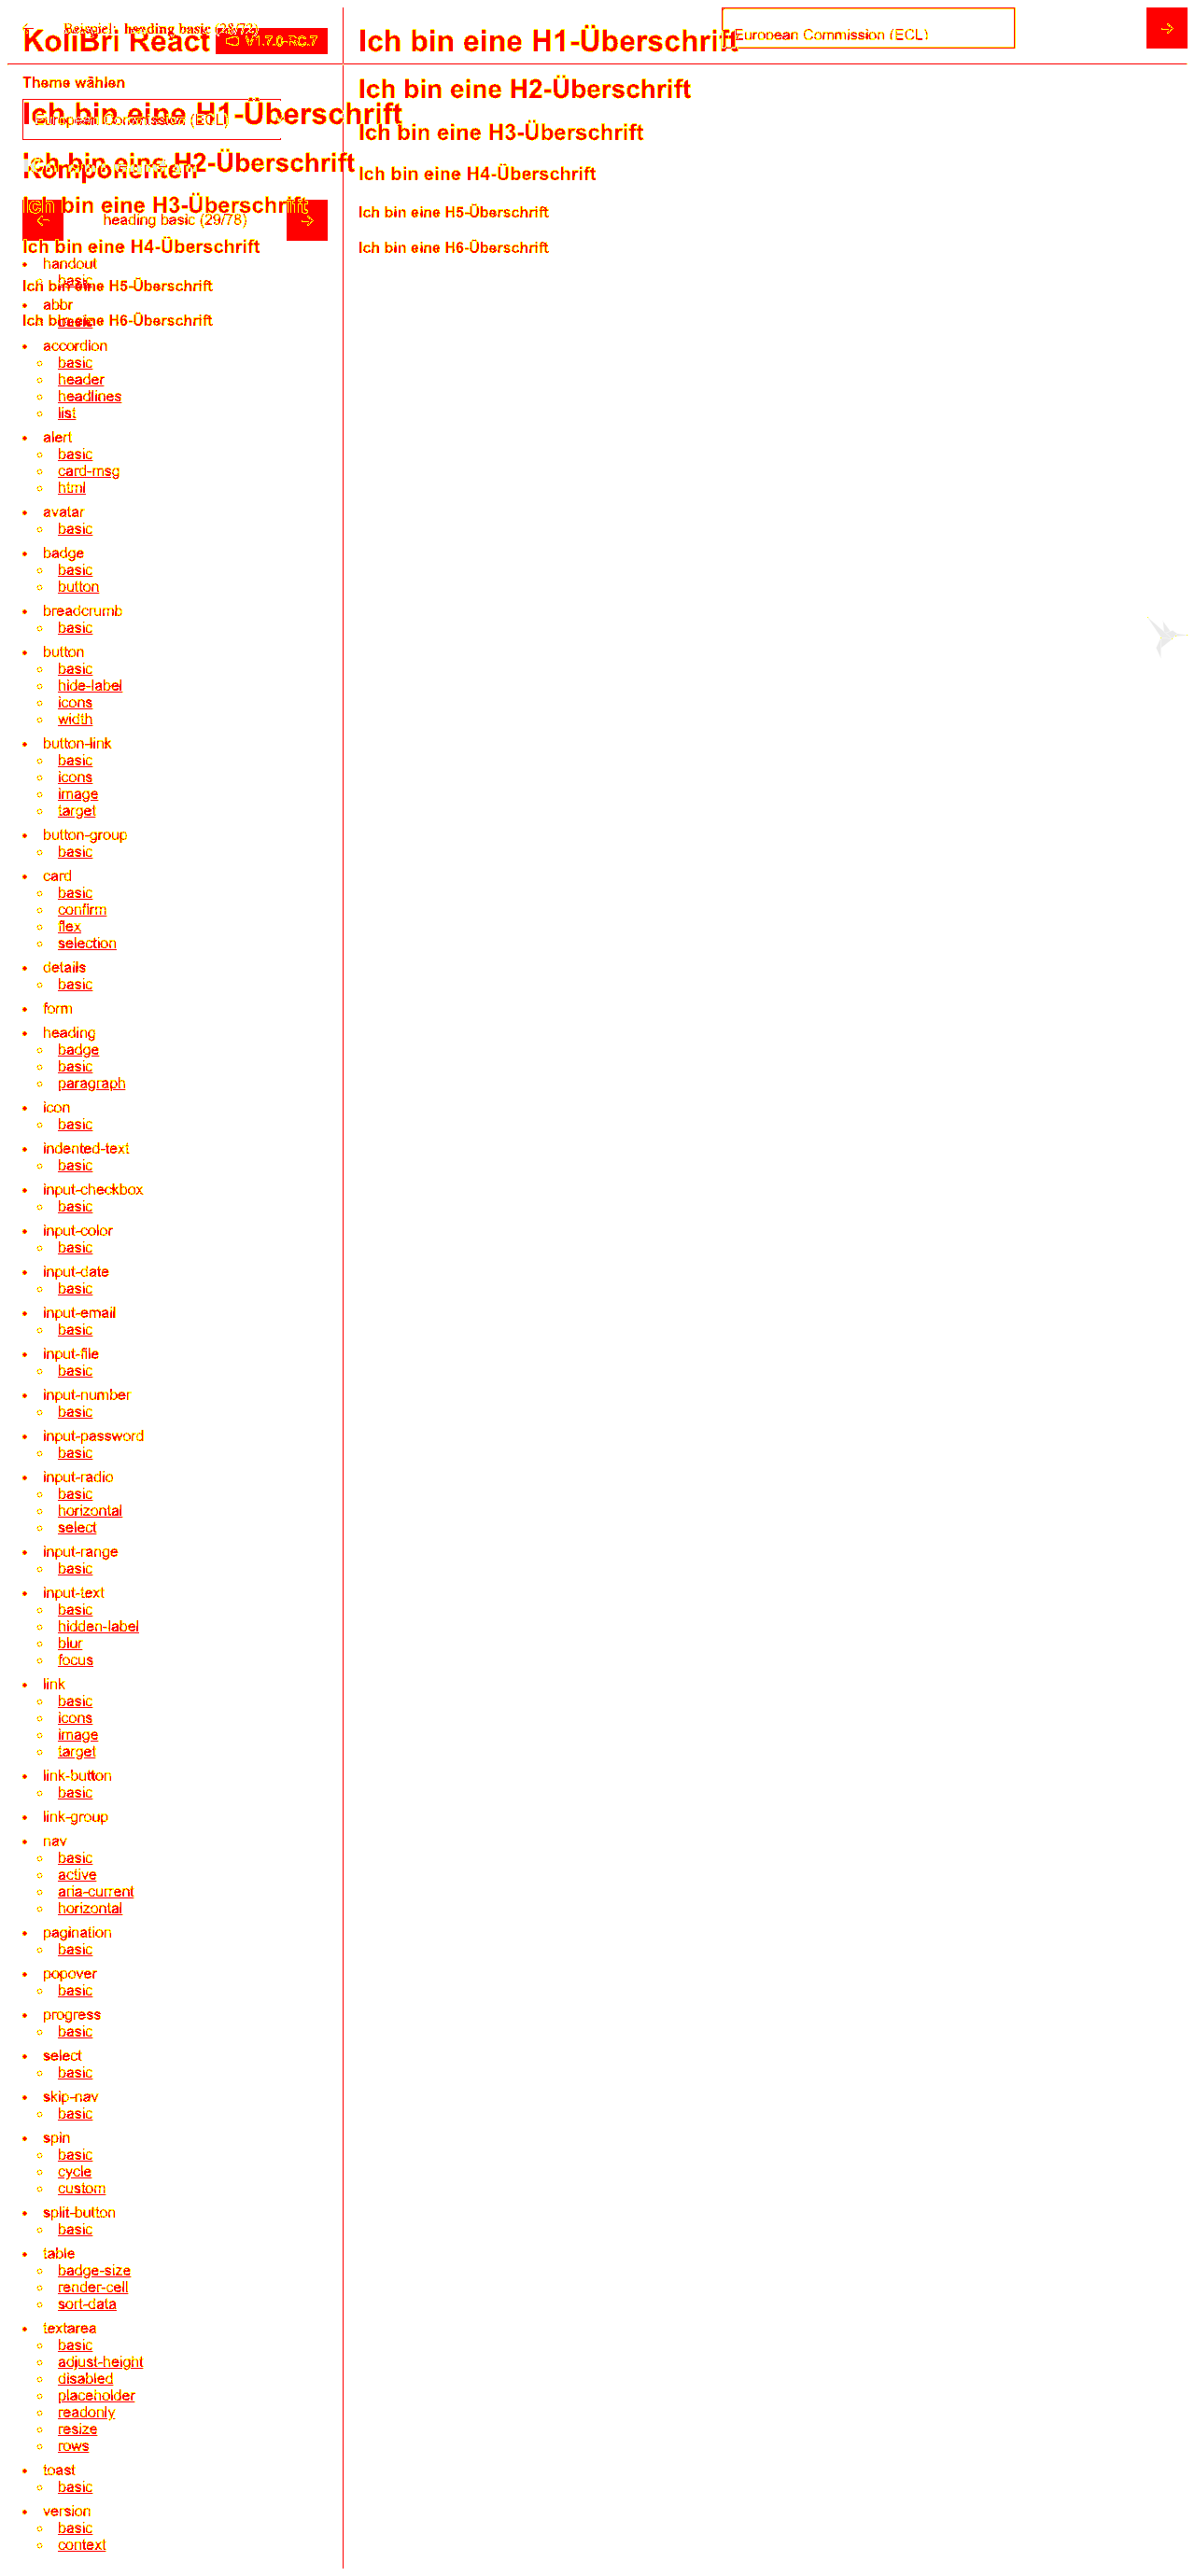 Beispiel: heading basic (28/72)
KoliBri React
v1.7.0-RC.7
Ich bin eine H1-Überschrift
European Commission (ECL)
Theme wählen
Ich bin eine H1-Überschrift
European Commission (ECL)
Ich bin eine H2-Überschrift
Komponenten
Ich bin eine H3-Überschrift
heading basic (29/78)
Ich bin eine H4-Überschrift
Ich bin eine H5-Überschrift
Ich bin eine H6-Überschrift
Ich bin eine H2-Überschrift
Ich bin eine H3-Überschrift
Ich bin eine H4-Überschrift
Ich bin eine H5-Überschrift
Ich bin eine H6-Überschrift
handout
basic
abbr
basic
accordion
basic
header
headlines
list
alert
basic
card-msg
html
avatar
basic
badge
basic
button
breadcrumb
basic
button
basic
hide-label
icons
width
button-link
basic
icons
image
target
button-group
basic
card
basic
confirm
flex
selection
details
basic
form
heading
badge
basic
paragraph
icon
basic
indented-text
basic
input-checkbox
basic
input-color
basic
input-date
basic
input-email
basic
input-file
basic
input-number
basic
input-password
basic
input-radio
basic
horizontal
select
input-range
basic
input-text
basic
hidden-label
blur
focus
link
basic
icons
image
target
link-button
basic
link-group
nav
basic
active
aria-current
horizontal
pagination
basic
popover
basic
progress
basic
select
basic
skip-nav
basic
spin
basic
cycle
custom
split-button
basic
table
badge-size
render-cell
sort-data
textarea
basic
adjust-height
disabled
placeholder
readonly
resize
rows
toast
basic
version
basic
context